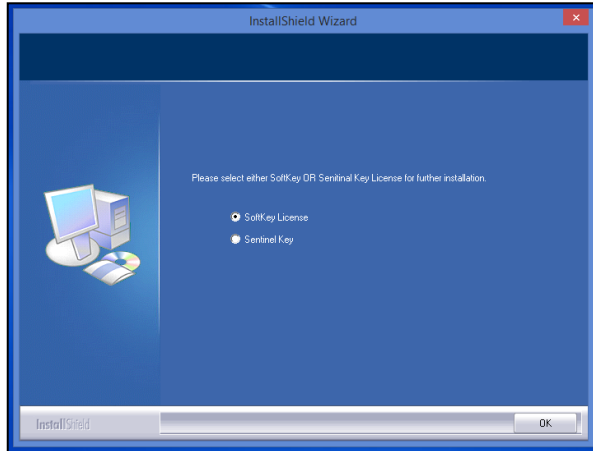 InstallShield Wizard
Please select either SoftKey OR Senitinal Key License for further installation.
SoftKey License
Sentinel Key
InstallShield
OK